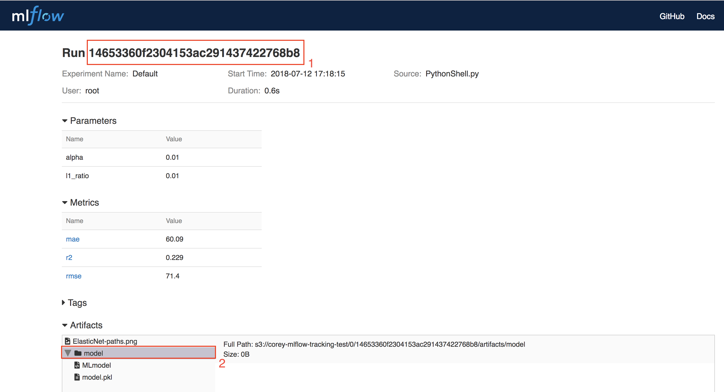 mlflow
GitHub Docs
Run 14653360f2304153ac291437422768b8
1
Experiment Name: Default Start Time: 2018-07-12 17:18:15 Source: PythonShell.py
User: root Duration: 0.6s
Parameters
Name Value
alpha 0.01
l1_ratio 0.01
Metrics
Name Value
mae 60.09
r2 0.229
rmse 71.4
Tags
Artifacts
ElasticNet-paths.png
model
MLmodel
model.pkl
2
Full Path: s3://corey-mlflow-tracking-test/0/14653360f2304153ac291437422768b8/artifacts/model
Size: 0B